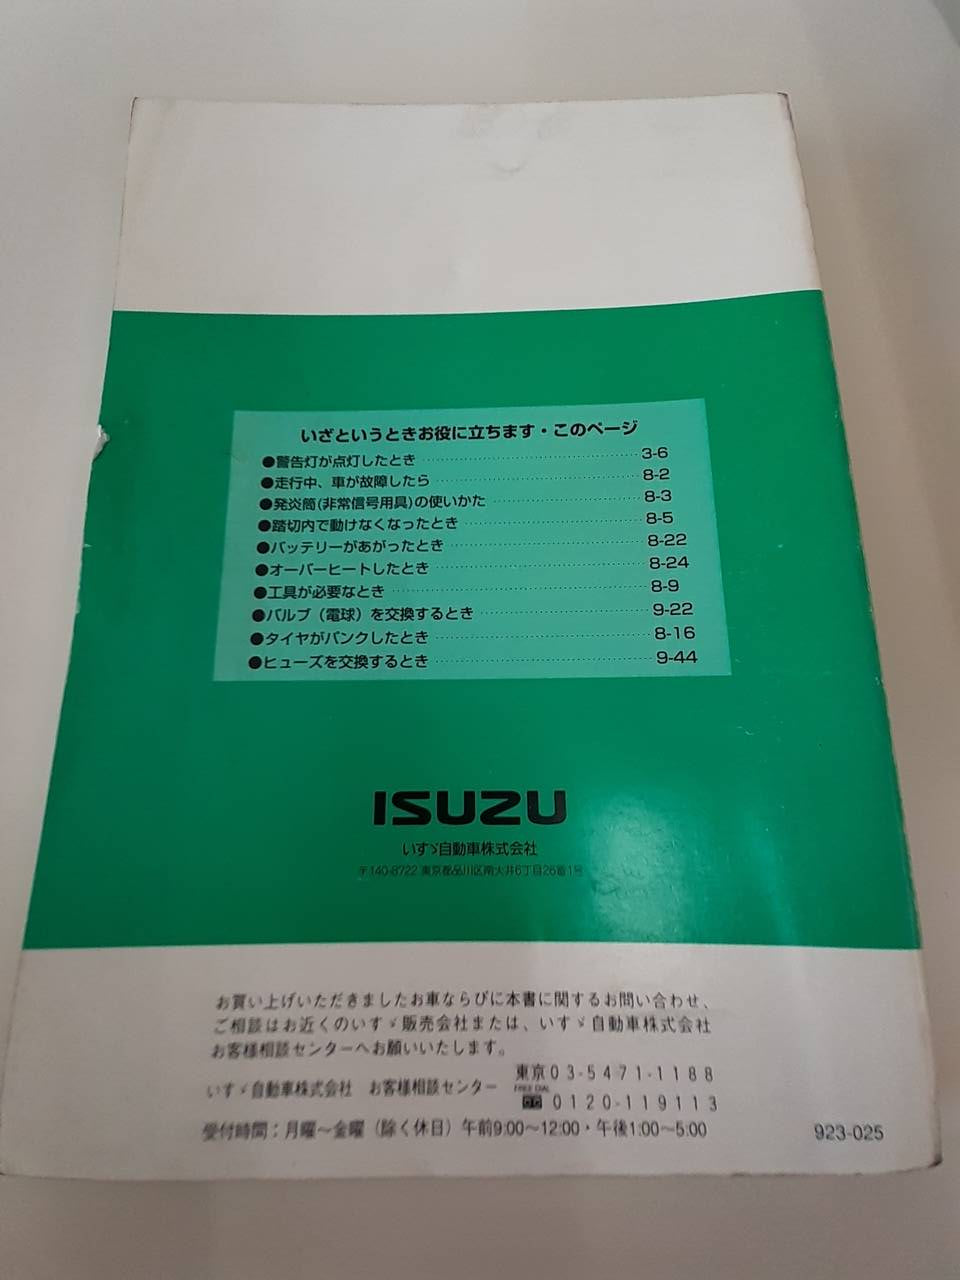 いざというときお役に立ちます・このページ
●警告灯が点灯したとき 3-6
●走行中、車が故障したら 8-2
●発炎筒(非常信号用具)の使いかた 8-3
●踏切内で動けなくなったとき 8-5
●バッテリーがあがったとき 8-22
●オーバーヒートしたとき 8-24
●工具が必要なとき 8-9
●バルブ（電球）を交換するとき 9-22
●タイヤがパンクしたとき 8-16
●ヒューズを交換するとき 9-44
ISUZU
いすゞ自動車株式会社
〒140-8722 東京都品川区南大井6丁目26番1号
お買い上げいただきましたお車ならびに本書に関するお問い合わせ、
ご相談はお近くのいすゞ販売会社または、いすゞ自動車株式会社
お客様相談センターへお願いいたします。
いすゞ自動車株式会社 お客様相談センター 東京03-5471-1188
FREE DIAL
0120-119113
受付時間：月曜～金曜（除く休日）午前9:00～12:00・午後1:00～5:00
923-025